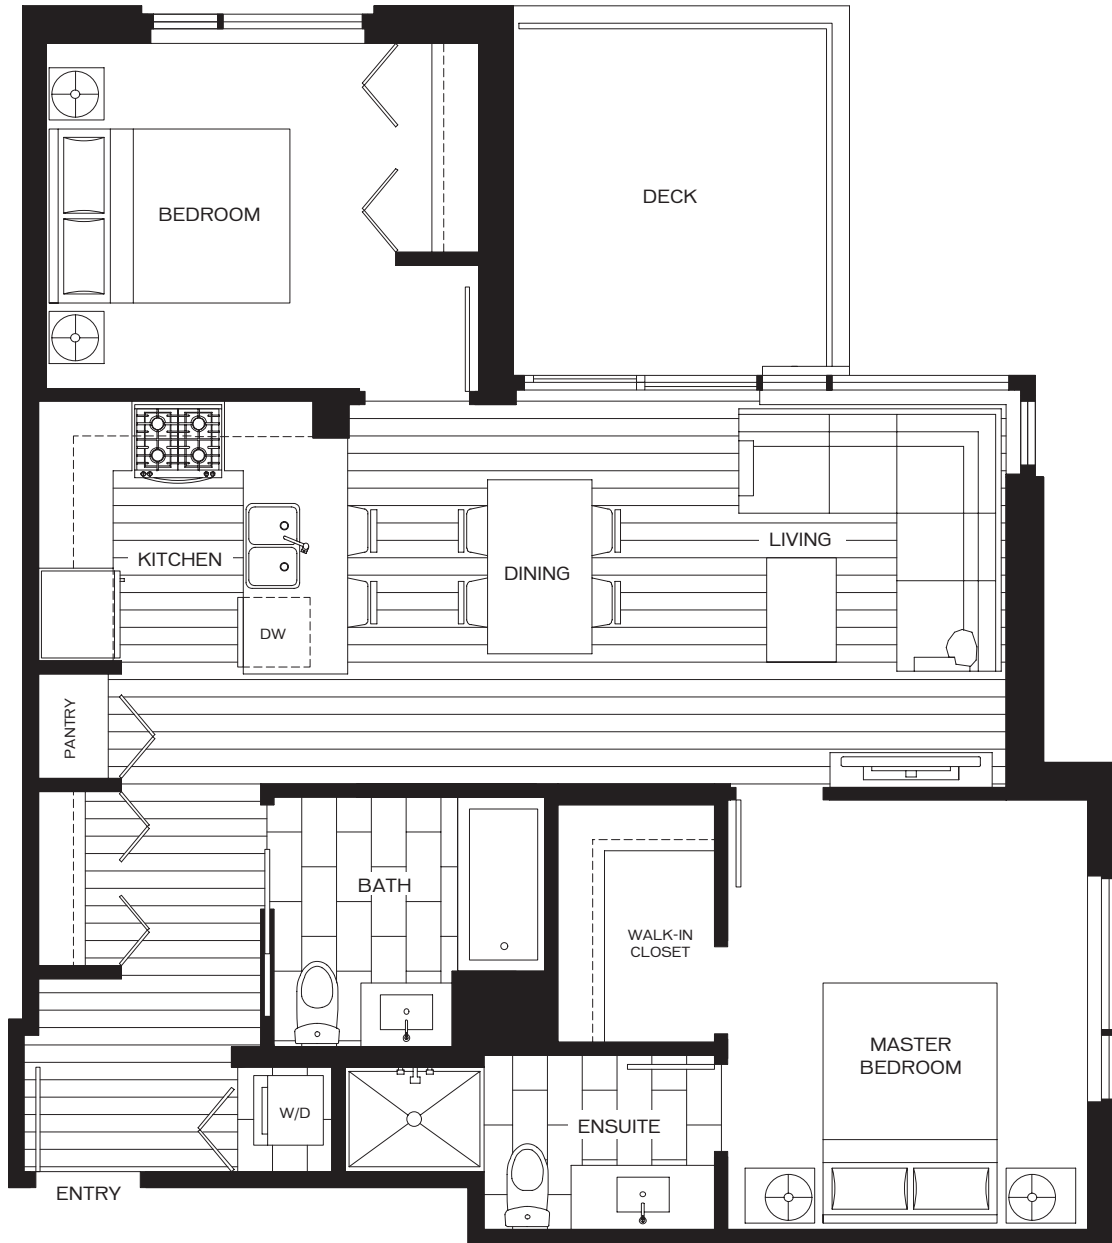 DECK
BEDROOM
LIVING
KITCHEN
DINING
DW
PANTRY
BATH
WALK-IN
CLOSET
MASTER
BEDROOM
W/D
ENSUITE
ENTRY